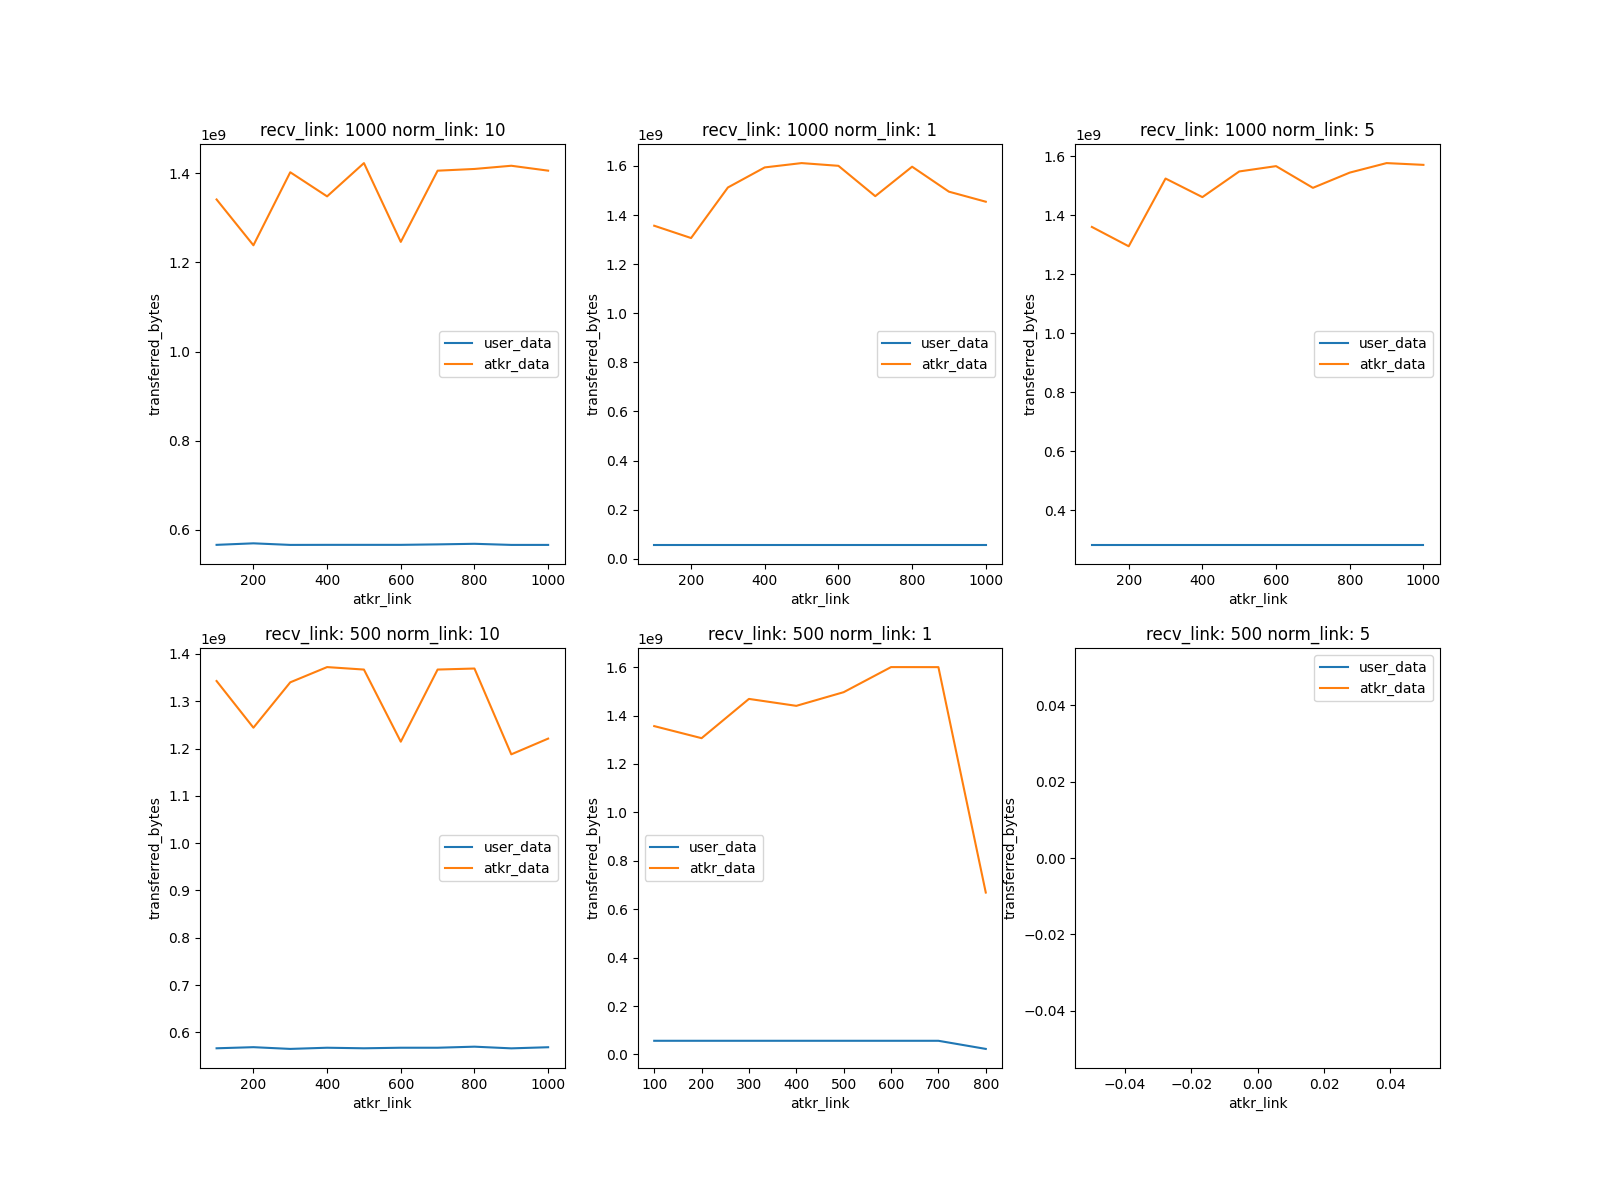 recv_link: 1000 norm_link: 10
1e9
1.4
1.2
1.0
0.8
0.6
transferred_bytes
user_data
atkr_data
200 400 600 800 1000
atkr_link
recv_link: 1000 norm_link: 1
1e9
1.6
1.4
1.2
1.0
0.8
0.6
0.4
0.2
0.0
transferred_bytes
user_data
atkr_data
200 400 600 800 1000
atkr_link
recv_link: 1000 norm_link: 5
1e9
1.6
1.4
1.2
1.0
0.8
0.6
0.4
transferred_bytes
user_data
atkr_data
200 400 600 800 1000
atkr_link
recv_link: 500 norm_link: 10
1e9
1.4
1.3
1.2
1.1
1.0
0.9
0.8
0.7
0.6
transferred_bytes
user_data
atkr_data
200 400 600 800 1000
atkr_link
recv_link: 500 norm_link: 1
1e9
1.6
1.4
1.2
1.0
0.8
0.6
0.4
0.2
0.0
transferred_bytes
user_data
atkr_data
100 200 300 400 500 600 700 800
atkr_link
recv_link: 500 norm_link: 5
0.04
0.02
0.00
−0.02
−0.04
transferred_bytes
user_data
atkr_data
−0.04 −0.02 0.00 0.02 0.04
atkr_link